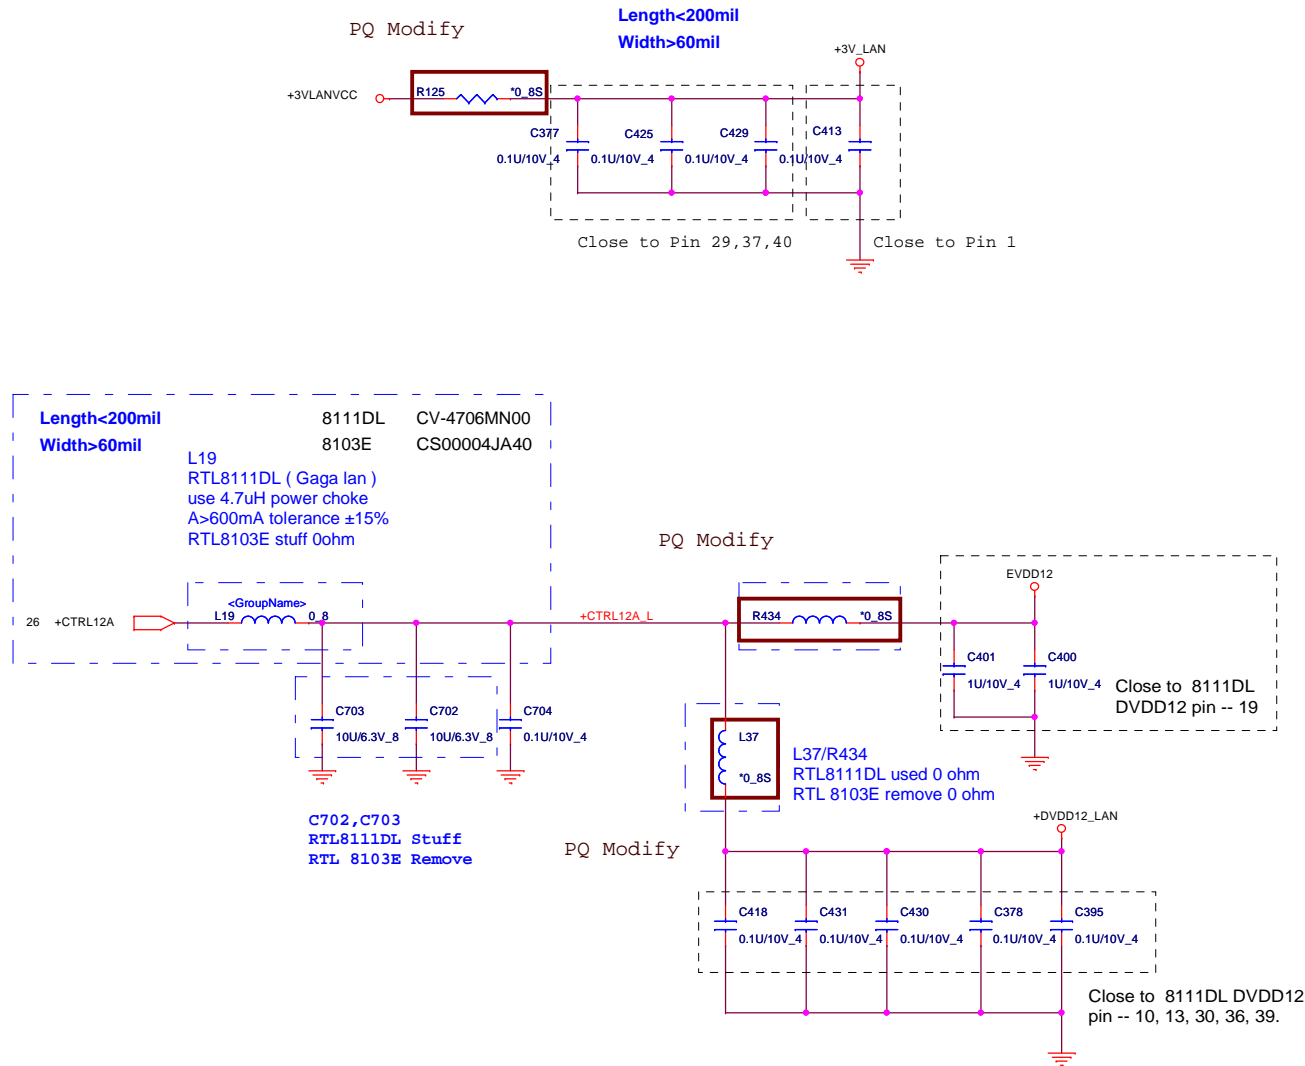 PQ Modify
Length<200mil
Width>60mil
+3V_LAN
+3VLANVCC
R125
*0_8S
C377
0.1U/10V_4
C425
0.1U/10V_4
C429
0.1U/10V_4
C413
0.1U/10V_4
Close to Pin 29,37,40
Close to Pin 1
Length<200mil
Width>60mil
8111DL CV-4706MN00
8103E CS00004JA40
L19
RTL8111DL ( Gaga lan )
use 4.7uH power choke
A>600mA tolerance ±15%
RTL8103E stuff 0ohm
<GroupName>
26 +CTRL12A
L19
0_8
+CTRL12A_L
PQ Modify
R434
*0_8S
EVDD12
C401
1U/10V_4
C400
1U/10V_4
Close to 8111DL
DVDD12 pin -- 19
C703
10U/6.3V_8
C702
10U/6.3V_8
C704
0.1U/10V_4
C702,C703
RTL8111DL Stuff
RTL 8103E Remove
L37
*0_8S
L37/R434
RTL8111DL used 0 ohm
RTL 8103E remove 0 ohm
PQ Modify
+DVDD12_LAN
C418
0.1U/10V_4
C431
0.1U/10V_4
C430
0.1U/10V_4
C378
0.1U/10V_4
C395
0.1U/10V_4
Close to 8111DL DVDD12
pin -- 10, 13, 30, 36, 39.